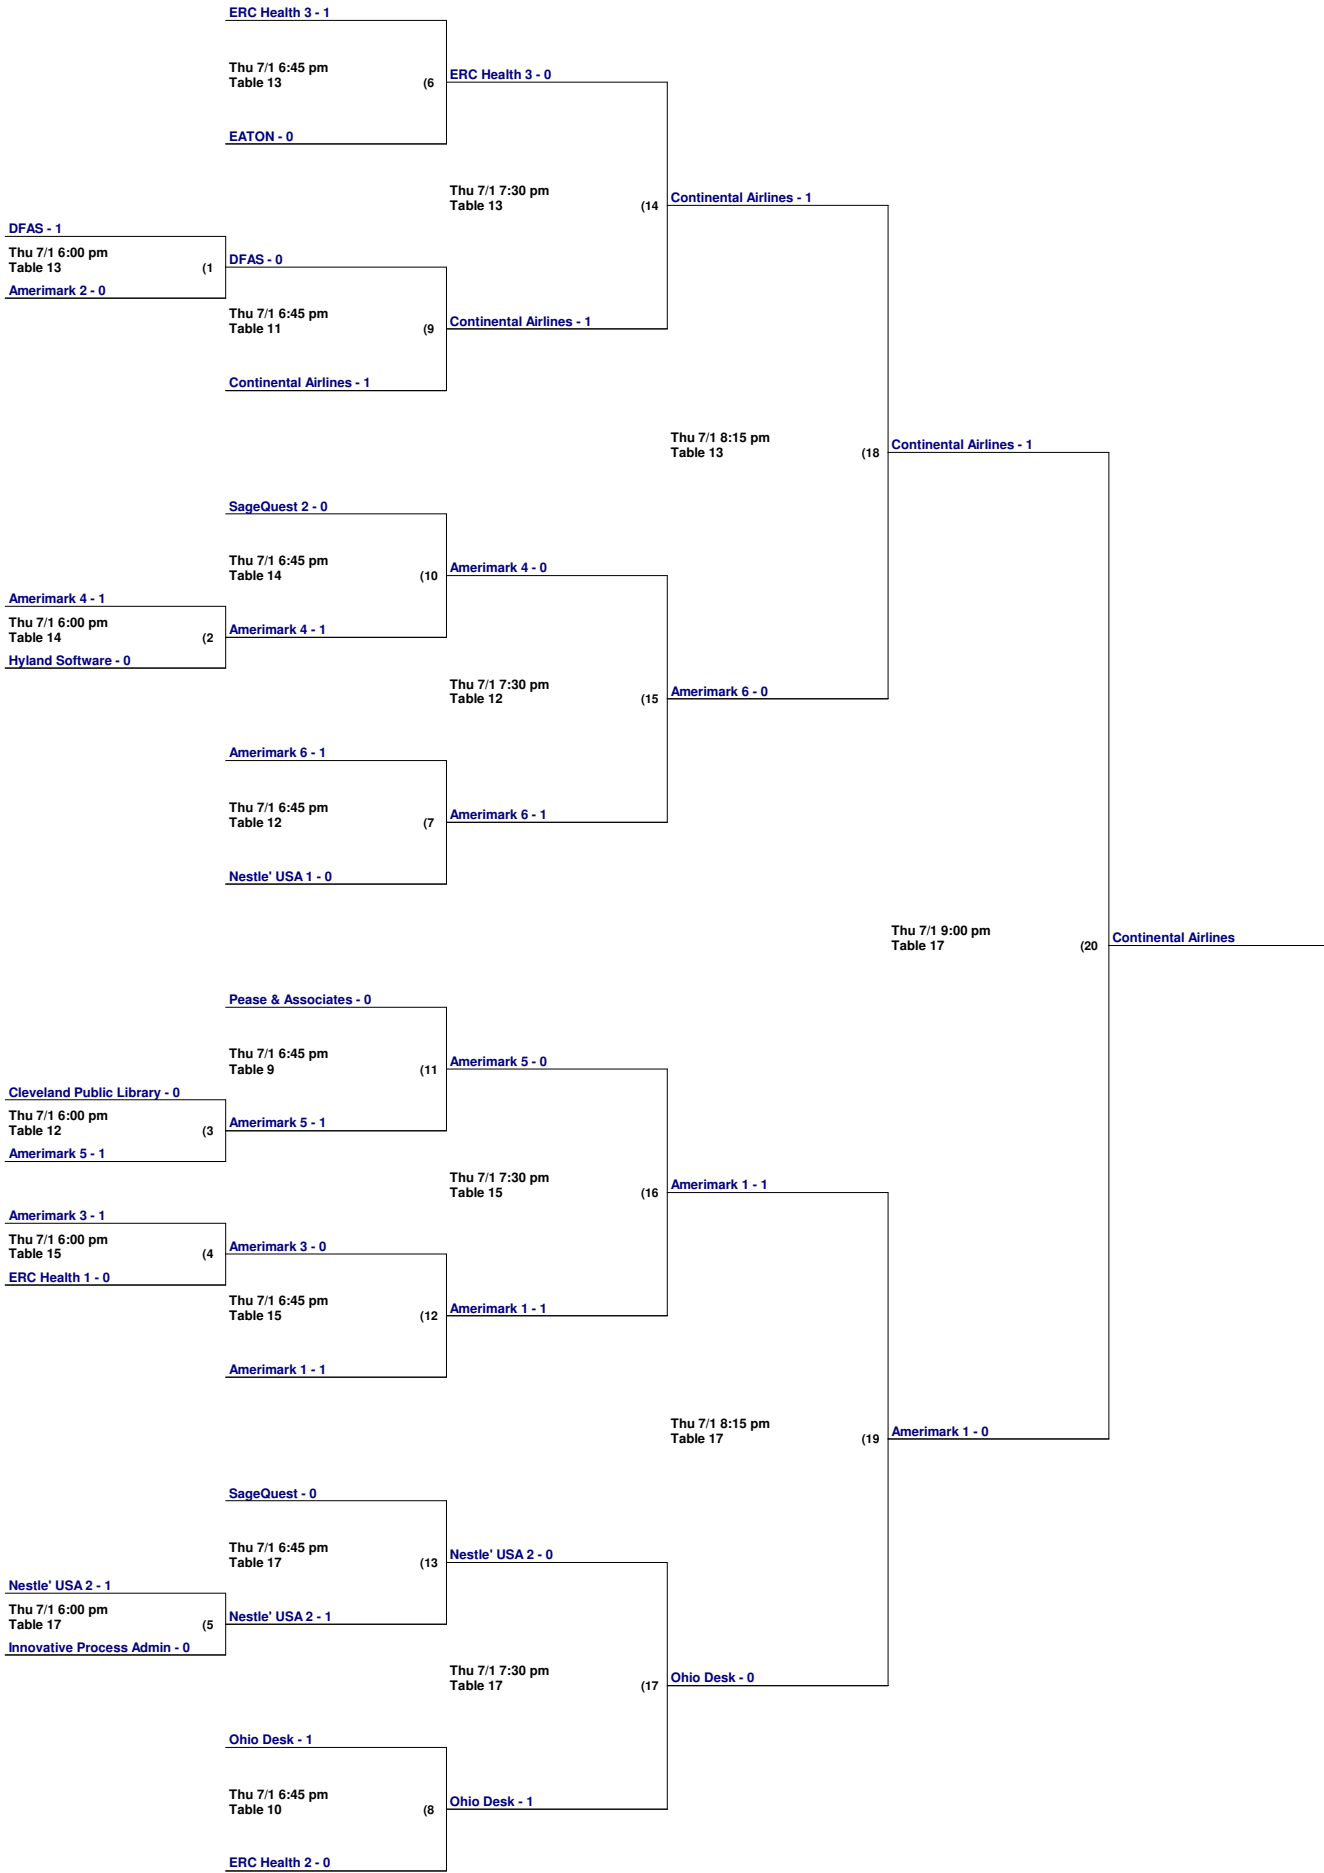 ERC Health 3 - 1
Thu 7/1 6:45 pm
Table 13
(6
ERC Health 3 - 0
EATON - 0
Thu 7/1 7:30 pm
Table 13
(14
Continental Airlines - 1
DFAS - 1
Thu 7/1 6:00 pm
Table 13
(1
DFAS - 0
Amerimark 2 - 0
Thu 7/1 6:45 pm
Table 11
(9
Continental Airlines - 1
Continental Airlines - 1
Thu 7/1 8:15 pm
Table 13
(18
Continental Airlines - 1
SageQuest 2 - 0
Thu 7/1 6:45 pm
Table 14
(10
Amerimark 4 - 0
Amerimark 4 - 1
Thu 7/1 6:00 pm
Table 14
(2
Amerimark 4 - 1
Hyland Software - 0
Thu 7/1 7:30 pm
Table 12
(15
Amerimark 6 - 0
Amerimark 6 - 1
Thu 7/1 6:45 pm
Table 12
(7
Amerimark 6 - 1
Nestle' USA 1 - 0
Thu 7/1 9:00 pm
Table 17
(20
Continental Airlines
Pease & Associates - 0
Thu 7/1 6:45 pm
Table 9
(11
Amerimark 5 - 0
Cleveland Public Library - 0
Thu 7/1 6:00 pm
Table 12
(3
Amerimark 5 - 1
Amerimark 5 - 1
Thu 7/1 7:30 pm
Table 15
(16
Amerimark 1 - 1
Amerimark 3 - 1
Thu 7/1 6:00 pm
Table 15
(4
Amerimark 3 - 0
ERC Health 1 - 0
Thu 7/1 6:45 pm
Table 15
(12
Amerimark 1 - 1
Amerimark 1 - 1
Thu 7/1 8:15 pm
Table 17
(19
Amerimark 1 - 0
SageQuest - 0
Thu 7/1 6:45 pm
Table 17
(13
Nestle' USA 2 - 0
Nestle' USA 2 - 1
Thu 7/1 6:00 pm
Table 17
(5
Nestle' USA 2 - 1
Innovative Process Admin - 0
Thu 7/1 7:30 pm
Table 17
(17
Ohio Desk - 0
Ohio Desk - 1
Thu 7/1 6:45 pm
Table 10
(8
Ohio Desk - 1
ERC Health 2 - 0